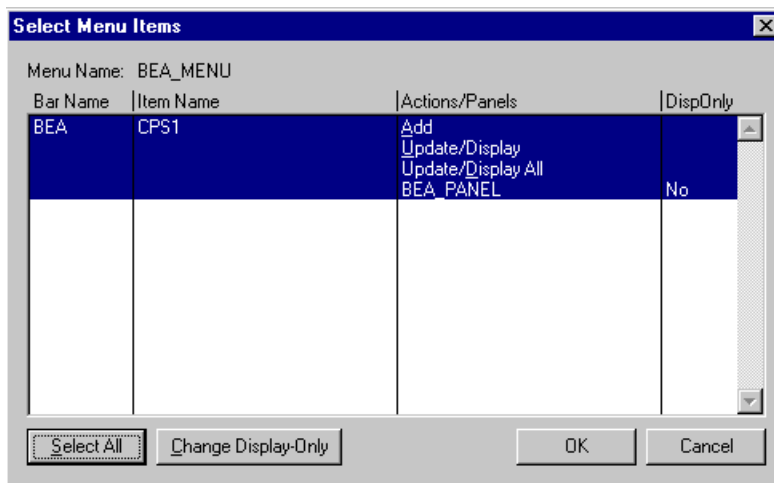 Select Menu Items
Menu Name: BEA_MENU
Bar Name Item Name Actions/Panels DispOnly
BEA CPS1 Add
Update/Display
Update/Display All
BEA_PANEL No
Select All Change Display-Only OK Cancel